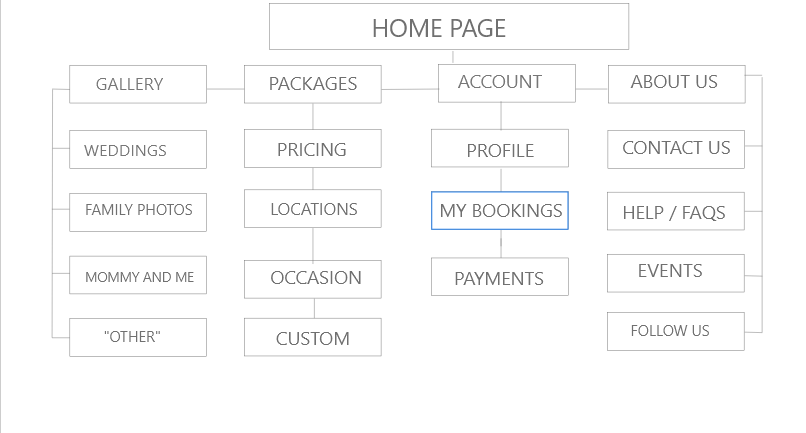 HOME PAGE
GALLERY
PACKAGES
ACCOUNT
ABOUT US
WEDDINGS
PRICING
PROFILE
CONTACT US
FAMILY PHOTOS
LOCATIONS
MY BOOKINGS
HELP / FAQS
MOMMY AND ME
OCCASION
PAYMENTS
EVENTS
"OTHER"
CUSTOM
FOLLOW US